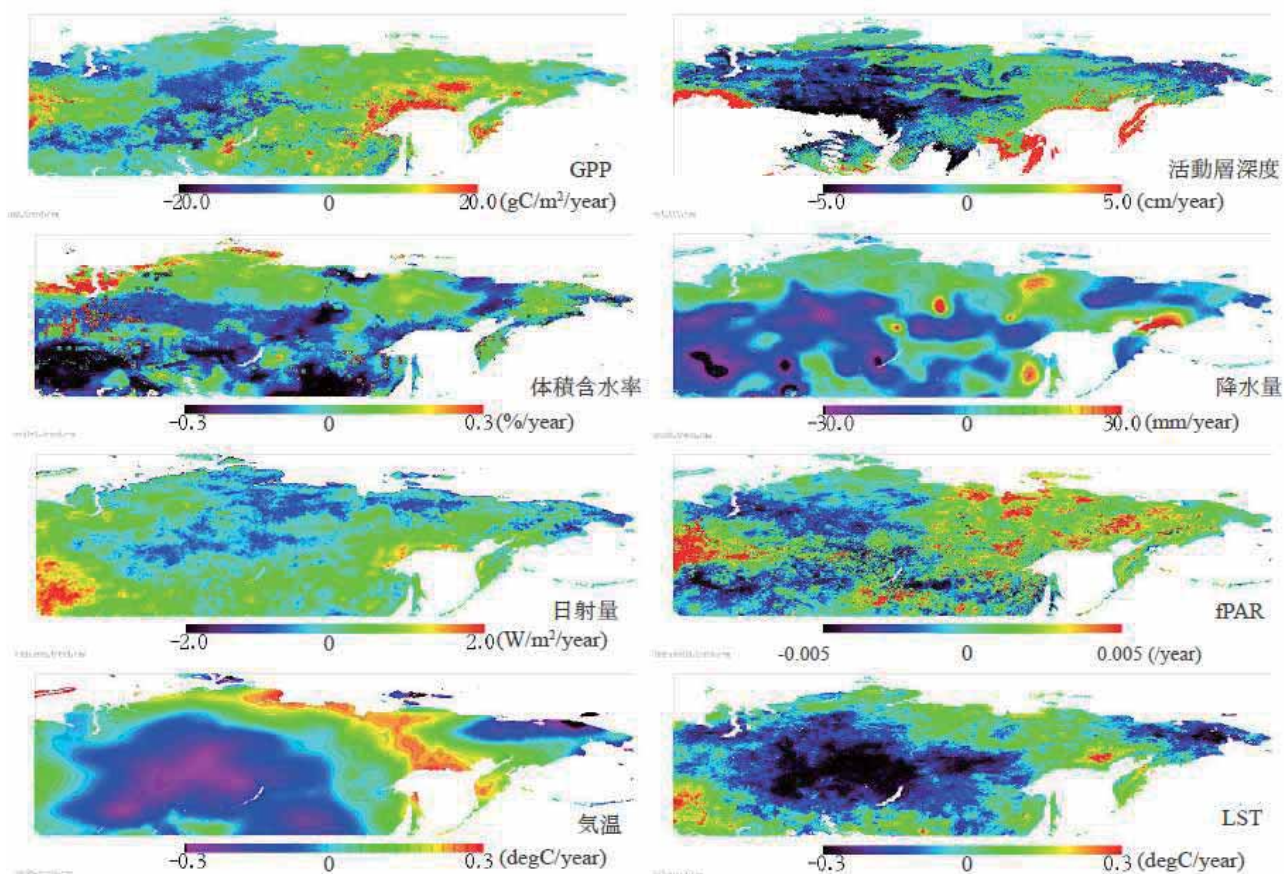 GPP
-20.0 0 20.0 (gC/m²/year)
活動層深度
-5.0 0 5.0 (cm/year)
体積含水率
-0.3 0 0.3 (%/year)
降水量
-30.0 0 30.0 (mm/year)
日射量
-2.0 0 2.0 (W/m²/year)
fPAR
-0.005 0 0.005 (/year)
気温
-0.3 0 0.3 (degC/year)
LST
-0.3 0 0.3 (degC/year)